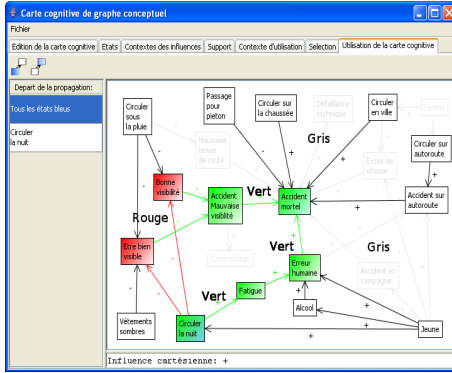 Carte cognitive de graphe conceptuel
Fichier
Edition de la carte cognitive Etats Contextes des influences Support Contexte d'utilisation Selection Utilisation de la carte cognitive
Depart de la propagation:
Tous les états bleus
Circuler
la nuit
Circuler
sous
la pluie
Passage
pour
pieton
Circuler sur
la chaussée
Défaillance
technique
Circuler
en ville
Femme
Gris
Mauvaise
tenue
de route
Excès de
vitesse
Circuler sur
autoroute
Bonne
visibilité
Accident
Mauvaise
visiblité
Vert
Accident
mortel
Accident sur
autoroute
Rouge
Etre bien
visible
Carambolage
Vert
Gris
Erreur
humaine
Accident en
campagne
Fatigue
Vert
Alcool
Vêtements
sombres
Circuler
la nuit
Jeune
Influence cartésienne: +